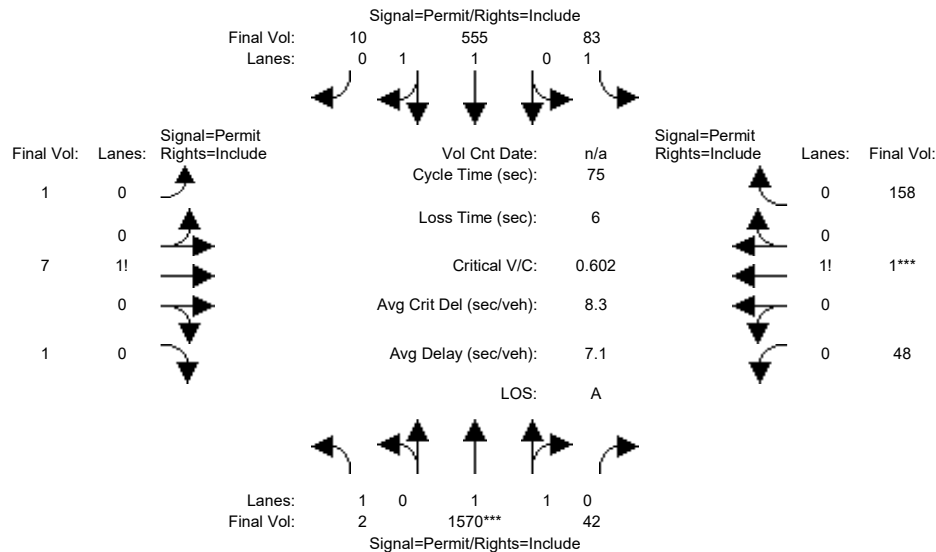 Signal=Permit/Rights=Include
Final Vol: 10 555 83
Lanes: 0 1 1 0 1
Signal=Permit
Final Vol: Lanes: Rights=Include
Vol Cnt Date: n/a
Signal=Permit
Rights=Include Lanes: Final Vol:
Cycle Time (sec): 75
1 0
0 158
Loss Time (sec): 6
0
0
7 1!
Critical V/C: 0.602
1! 1***
0
Avg Crit Del (sec/veh): 8.3
0
1 0
Avg Delay (sec/veh): 7.1
0 48
LOS: A
Lanes: 1 0 1 1 0
Final Vol: 2 1570*** 42
Signal=Permit/Rights=Include